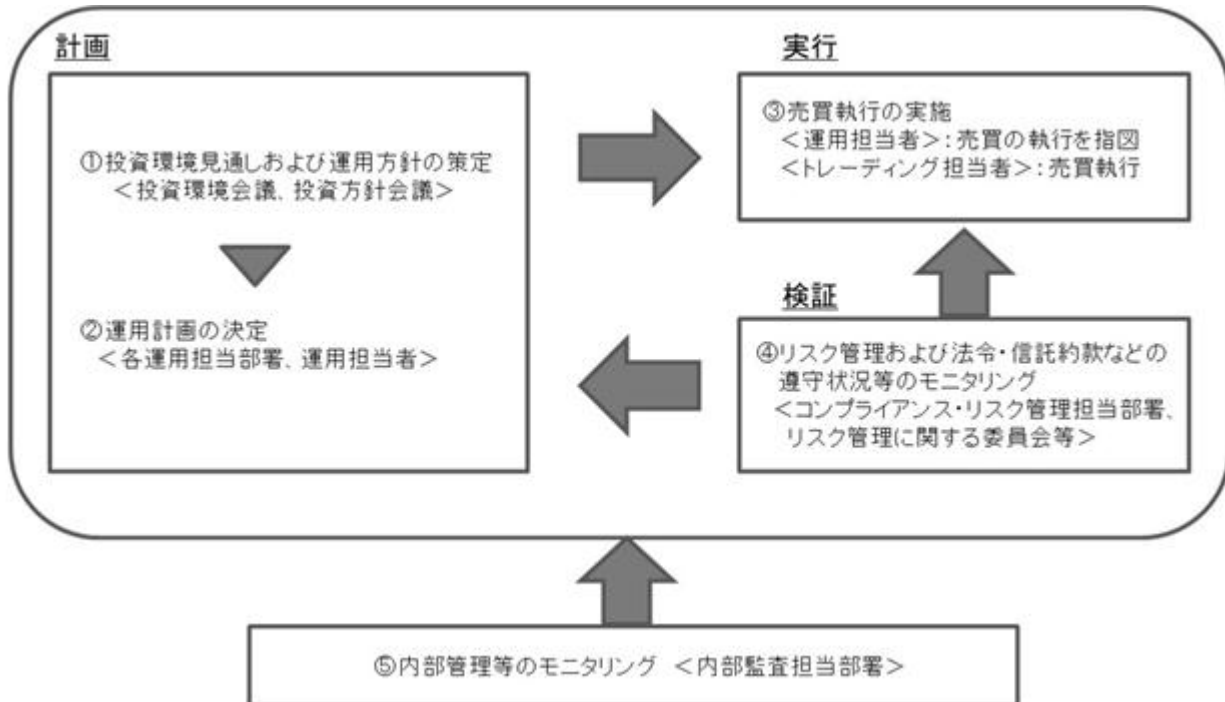 計画
①投資環境見通しおよび運用方針の策定
＜投資環境会議、投資方針会議＞
②運用計画の決定
＜各運用担当部署、運用担当者＞
実行
③売買執行の実施
＜運用担当者＞：売買の執行を指図
＜トレーディング担当者＞：売買執行
検証
④リスク管理および法令・信託約款などの
遵守状況等のモニタリング
＜コンプライアンス・リスク管理担当部署、
リスク管理に関する委員会等＞
⑤内部管理等のモニタリング ＜内部監査担当部署＞